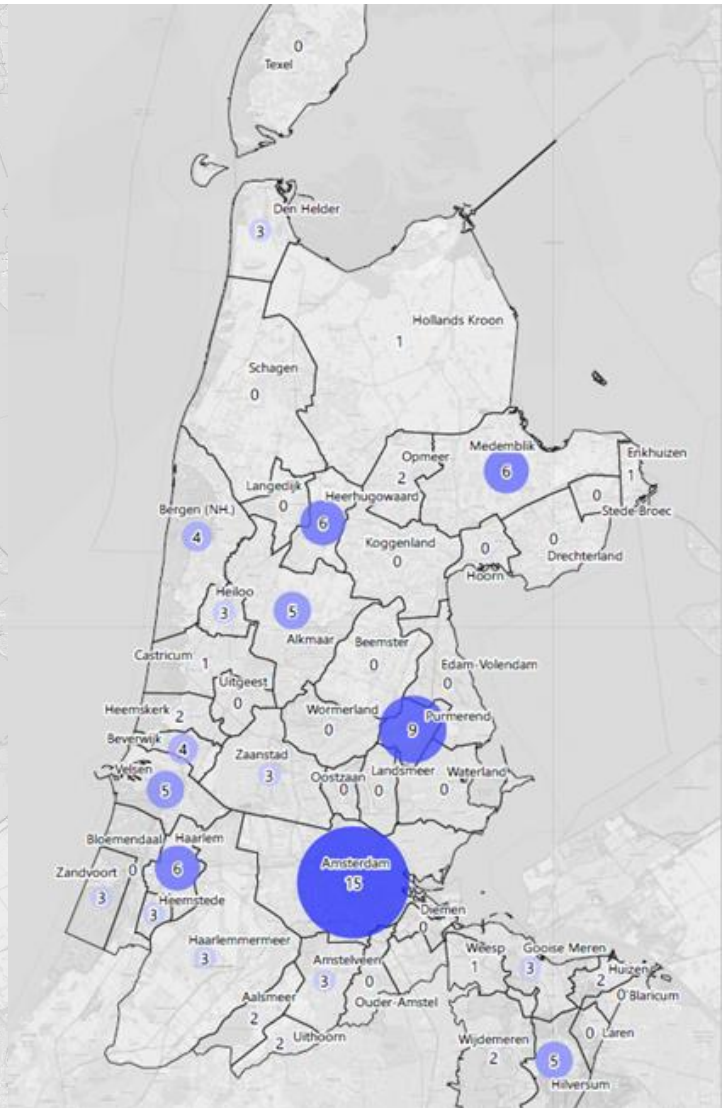 0
Texel
Den Helder
3
Hollands Kroon
1
Schagen
0
Medemblik
6
Opmeer
2
Enkhuizen
1
0
Stede Broec
Langedijk
0
Heerhugowaard
6
Bergen (NH.)
4
Koggenland
0
0
Hoorn
0
Drechterland
Heiloo
3
5
Alkmaar
Beemster
0
Castricum
1
Edam-Volendam
0
Uitgeest
0
Heemskerk
2
Wormerland
0
Purmerend
9
Beverwijk
4
Zaanstad
3
Velsen
5
Oostzaan
0
Landsmeer
0
Waterland
0
Bloemendaal
0
Haarlem
6
Zandvoort
3
Heemstede
3
Amsterdam
15
Diemen
0
Haarlemmermeer
3
Amstelveen
3
0
Ouder-Amstel
Weesp
1
Gooise Meren
3
Huizen
2
0
Blaricum
Aalsmeer
2
2
Uithoorn
Wijdemeren
2
0
Laren
5
Hilversum